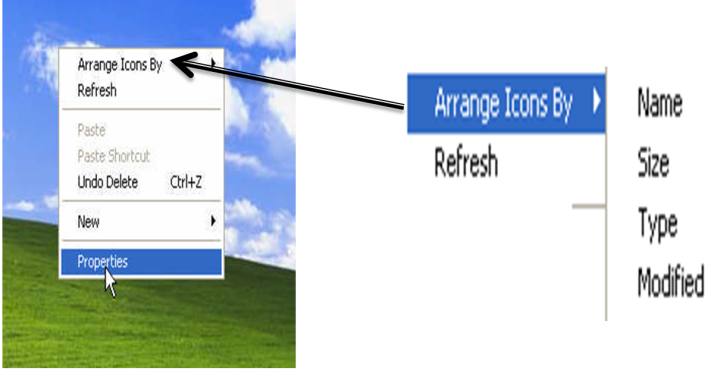 Arrange Icons By
Refresh
Paste
Paste Shortcut
Undo Delete Ctrl+Z
New
Properties
Arrange Icons By
Refresh
Name
Size
Type
Modified